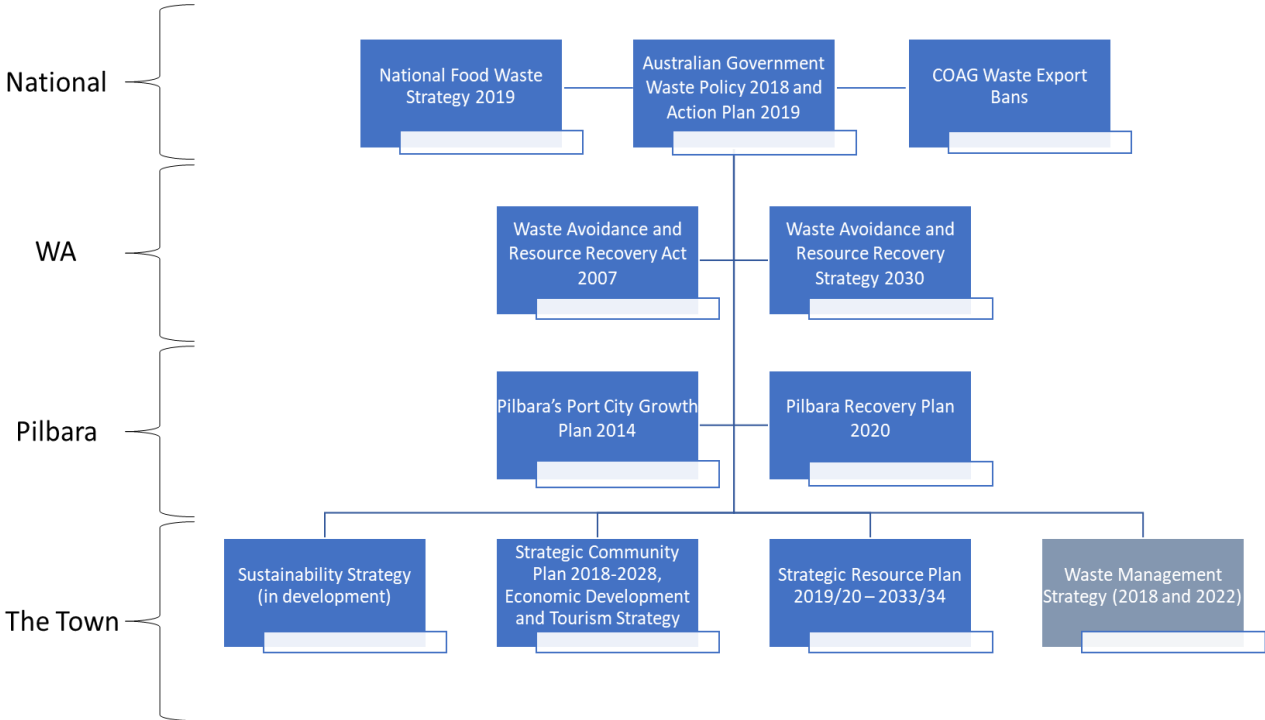 National
National Food Waste
Strategy 2019
Australian Government
Waste Policy 2018 and
Action Plan 2019
COAG Waste Export
Bans
WA
Waste Avoidance and
Resource Recovery Act
2007
Waste Avoidance and
Resource Recovery
Strategy 2030
Pilbara
Pilbara’s Port City Growth
Plan 2014
Pilbara Recovery Plan
2020
The Town
Sustainability Strategy
(in development)
Strategic Community
Plan 2018-2028,
Economic Development
and Tourism Strategy
Strategic Resource Plan
2019/20 – 2033/34
Waste Management
Strategy (2018 and 2022)